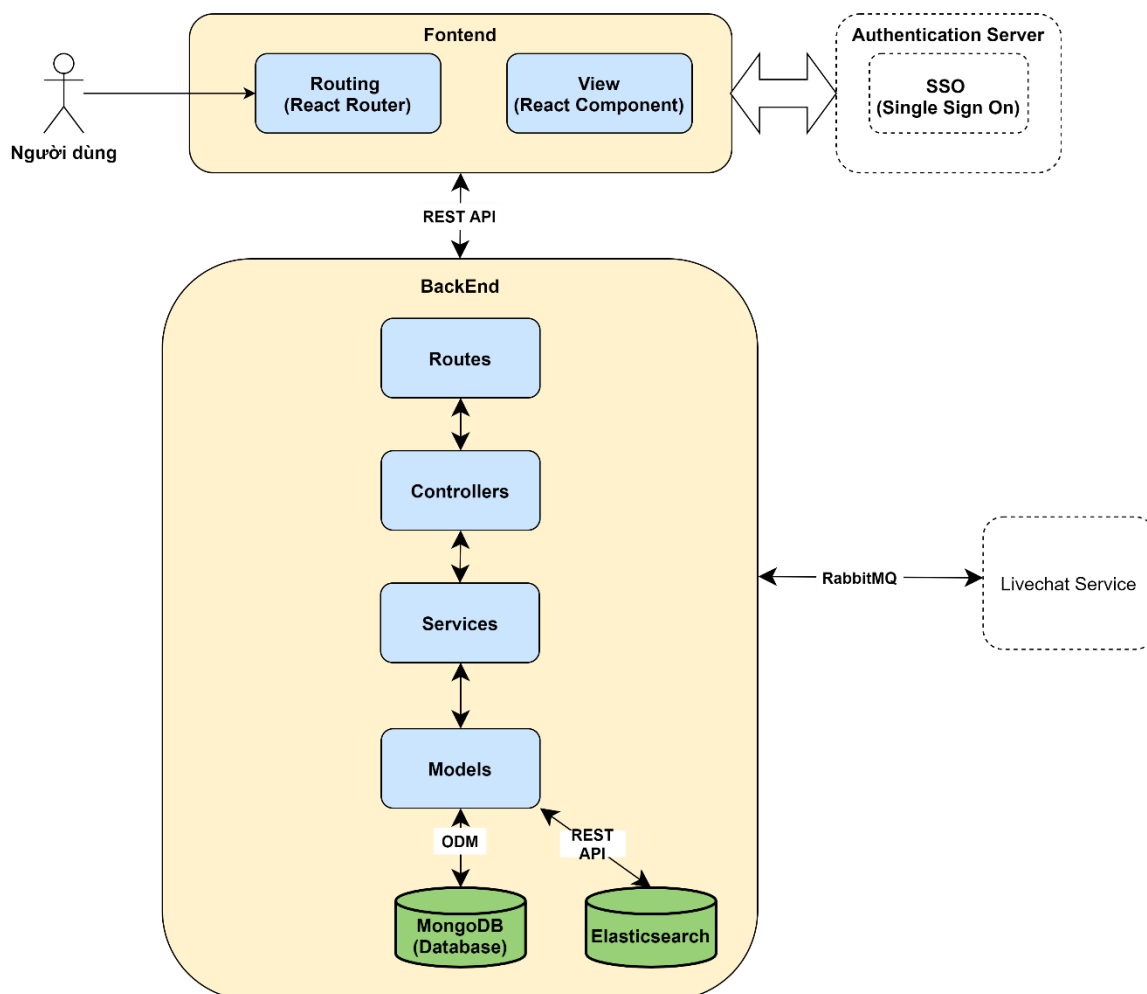 Fontend
Authentication Server
Routing
(React Router)
View
(React Component)
SSO
(Single Sign On)
Người dùng
REST API
BackEnd
Routes
Controllers
Services
RabbitMQ
Livechat Service
Models
ODM
REST
API
MongoDB
(Database)
Elasticsearch